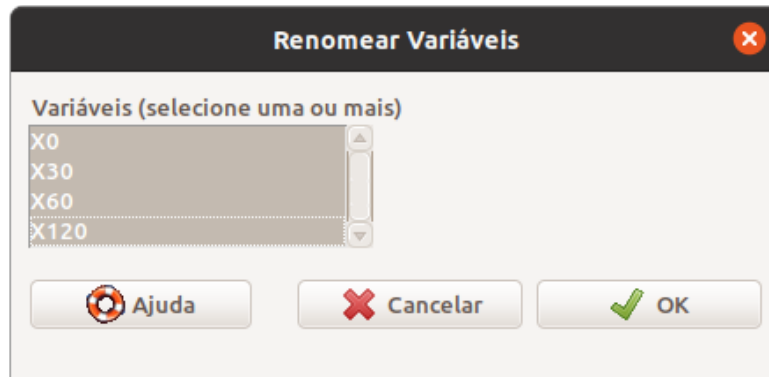 Renomear Variáveis
Variáveis (selecione uma ou mais)
X0
X30
X60
X120
Ajuda
Cancelar
OK